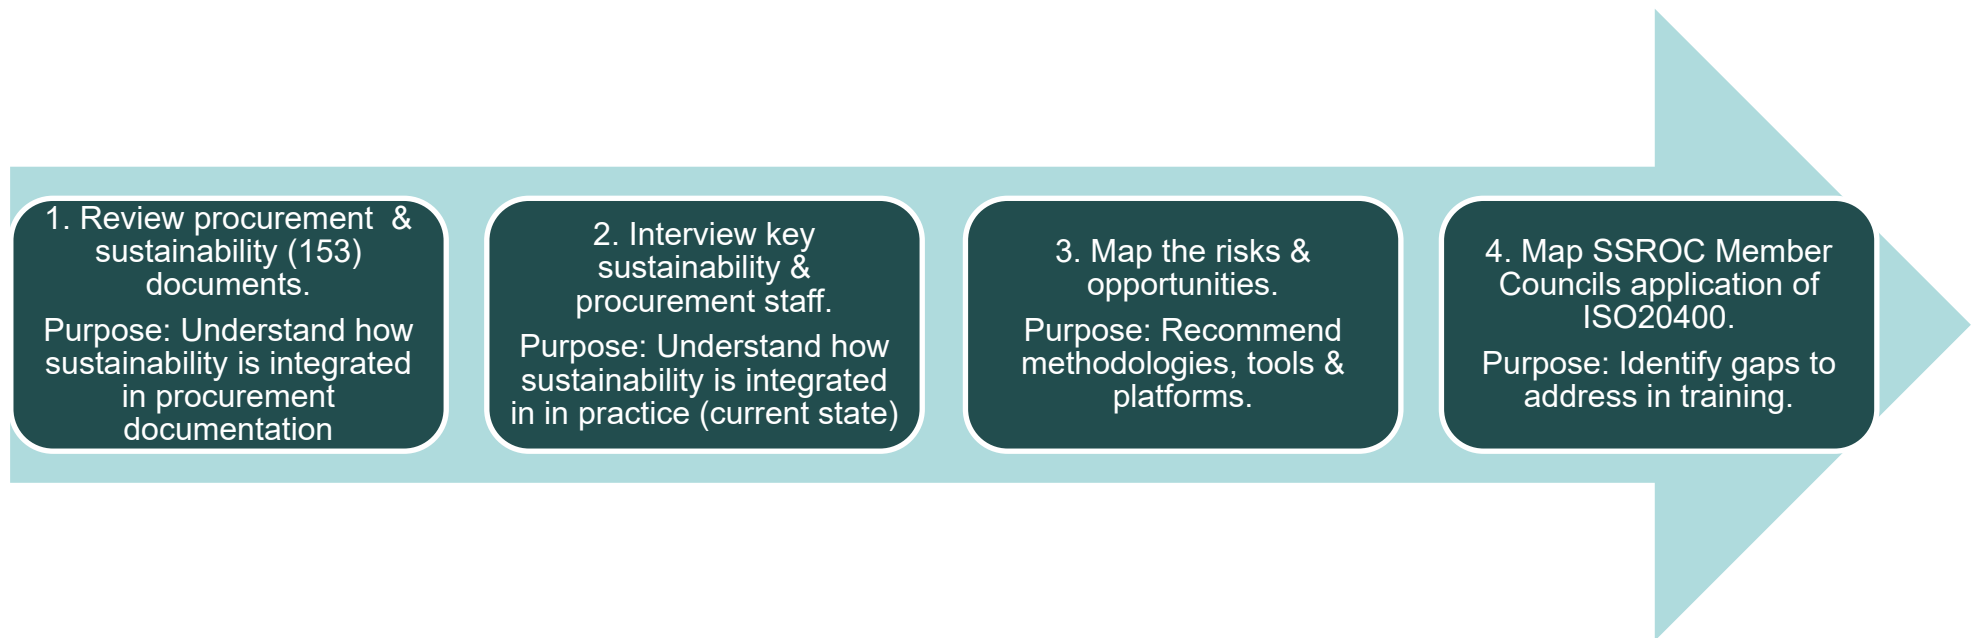 1. Review procurement  &
sustainability (153)
documents.
Purpose: Understand how
sustainability is integrated
in procurement
documentation
2. Interview key
sustainability &
procurement staff.
Purpose: Understand how
sustainability is integrated
in in practice (current state)
3. Map the risks &
opportunities.
Purpose: Recommend
methodologies, tools &
platforms.
4. Map SSROC Member
Councils application of
ISO20400.
Purpose: Identify gaps to
address in training.